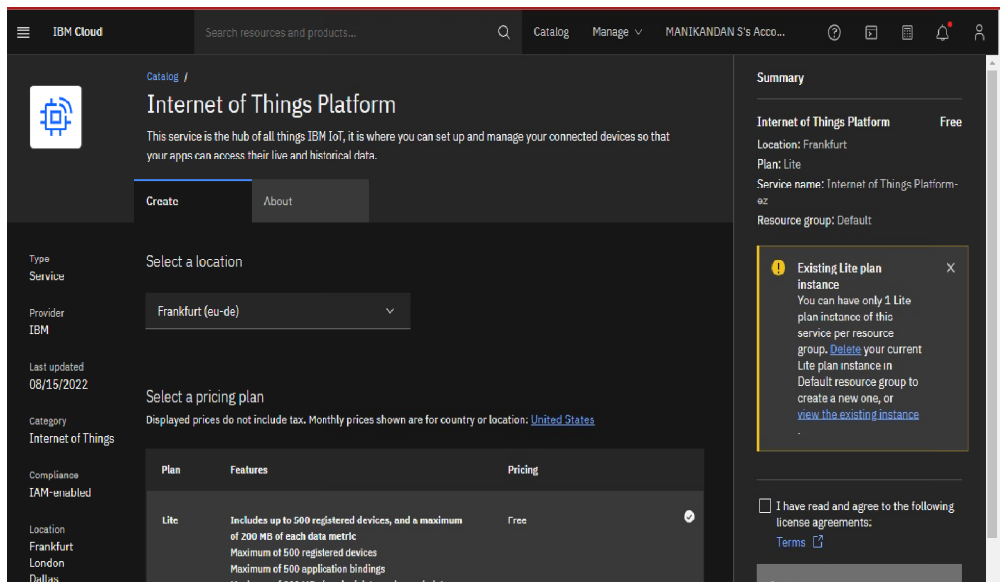 IBM Cloud
Search resources and products...
Catalog
Manage
MANIKANDAN S's Acco...
Catalog /
Internet of Things Platform
This service is the hub of all things IBM IoT, it is where you can set up and manage your connected devices so that
your apps can access their live and historical data.
Create
About
Type
Service
Provider
IBM
Last updated
08/15/2022
Category
Internet of Things
Compliance
IAM-enabled
Location
Frankfurt
London
Dallas
Select a location
Frankfurt (eu-de)
Select a pricing plan
Displayed prices do not include tax. Monthly prices shown are for country or location: United States
Plan
Features
Pricing
Lite
Includes up to 500 registered devices, and a maximum
of 200 MB of each data metric
Maximum of 500 registered devices
Maximum of 500 application bindings
Free
Summary
Internet of Things Platform
Free
Location: Frankfurt
Plan: Lite
Service name: Internet of Things Platform-
ez
Resource group: Default
Existing Lite plan
instance
You can have only 1 Lite
plan instance of this
service per resource
group. Delete your current
Lite plan instance in
Default resource group to
create a new one, or
view the existing instance
.
I have read and agree to the following
license agreements:
Terms